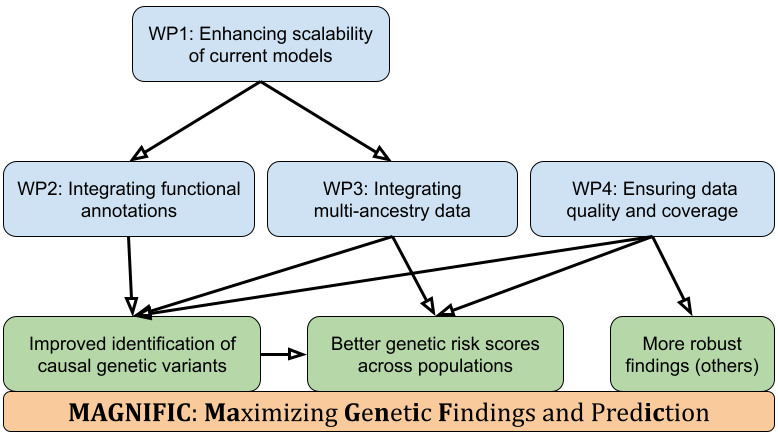 WP1: Enhancing scalability
of current models
WP2: Integrating functional
annotations
WP3: Integrating
multi-ancestry data
WP4: Ensuring data
quality and coverage
Improved identification of
causal genetic variants
Better genetic risk scores
across populations
More robust
findings (others)
MAGNIFIC: Maximizing Genetic Findings and Prediction